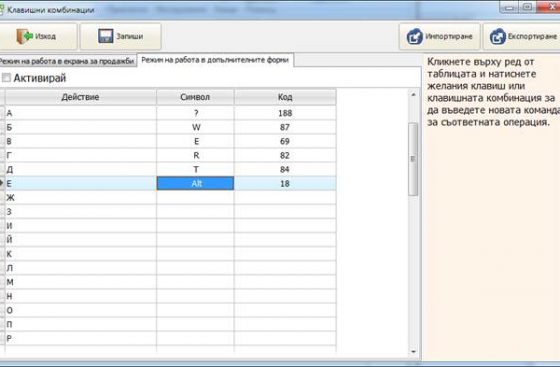 Клавишни комбинации
Изход
Запиши
Импортиране
Експортиране
Режим на работа в екрана за продажби
Режим на работа в допълнителните форми
Активирай
Действие Символ Код
А ? 188
Б W 87
В E 69
Г R 82
Д T 84
Е Alt 18
Ж
З
И
Й
К
Л
М
Н
О
П
Р
Кликнете върху ред от
таблицата и натиснете
желания клавиш или
клавишната комбинация за
да въведете новата команда
за съответната операция.